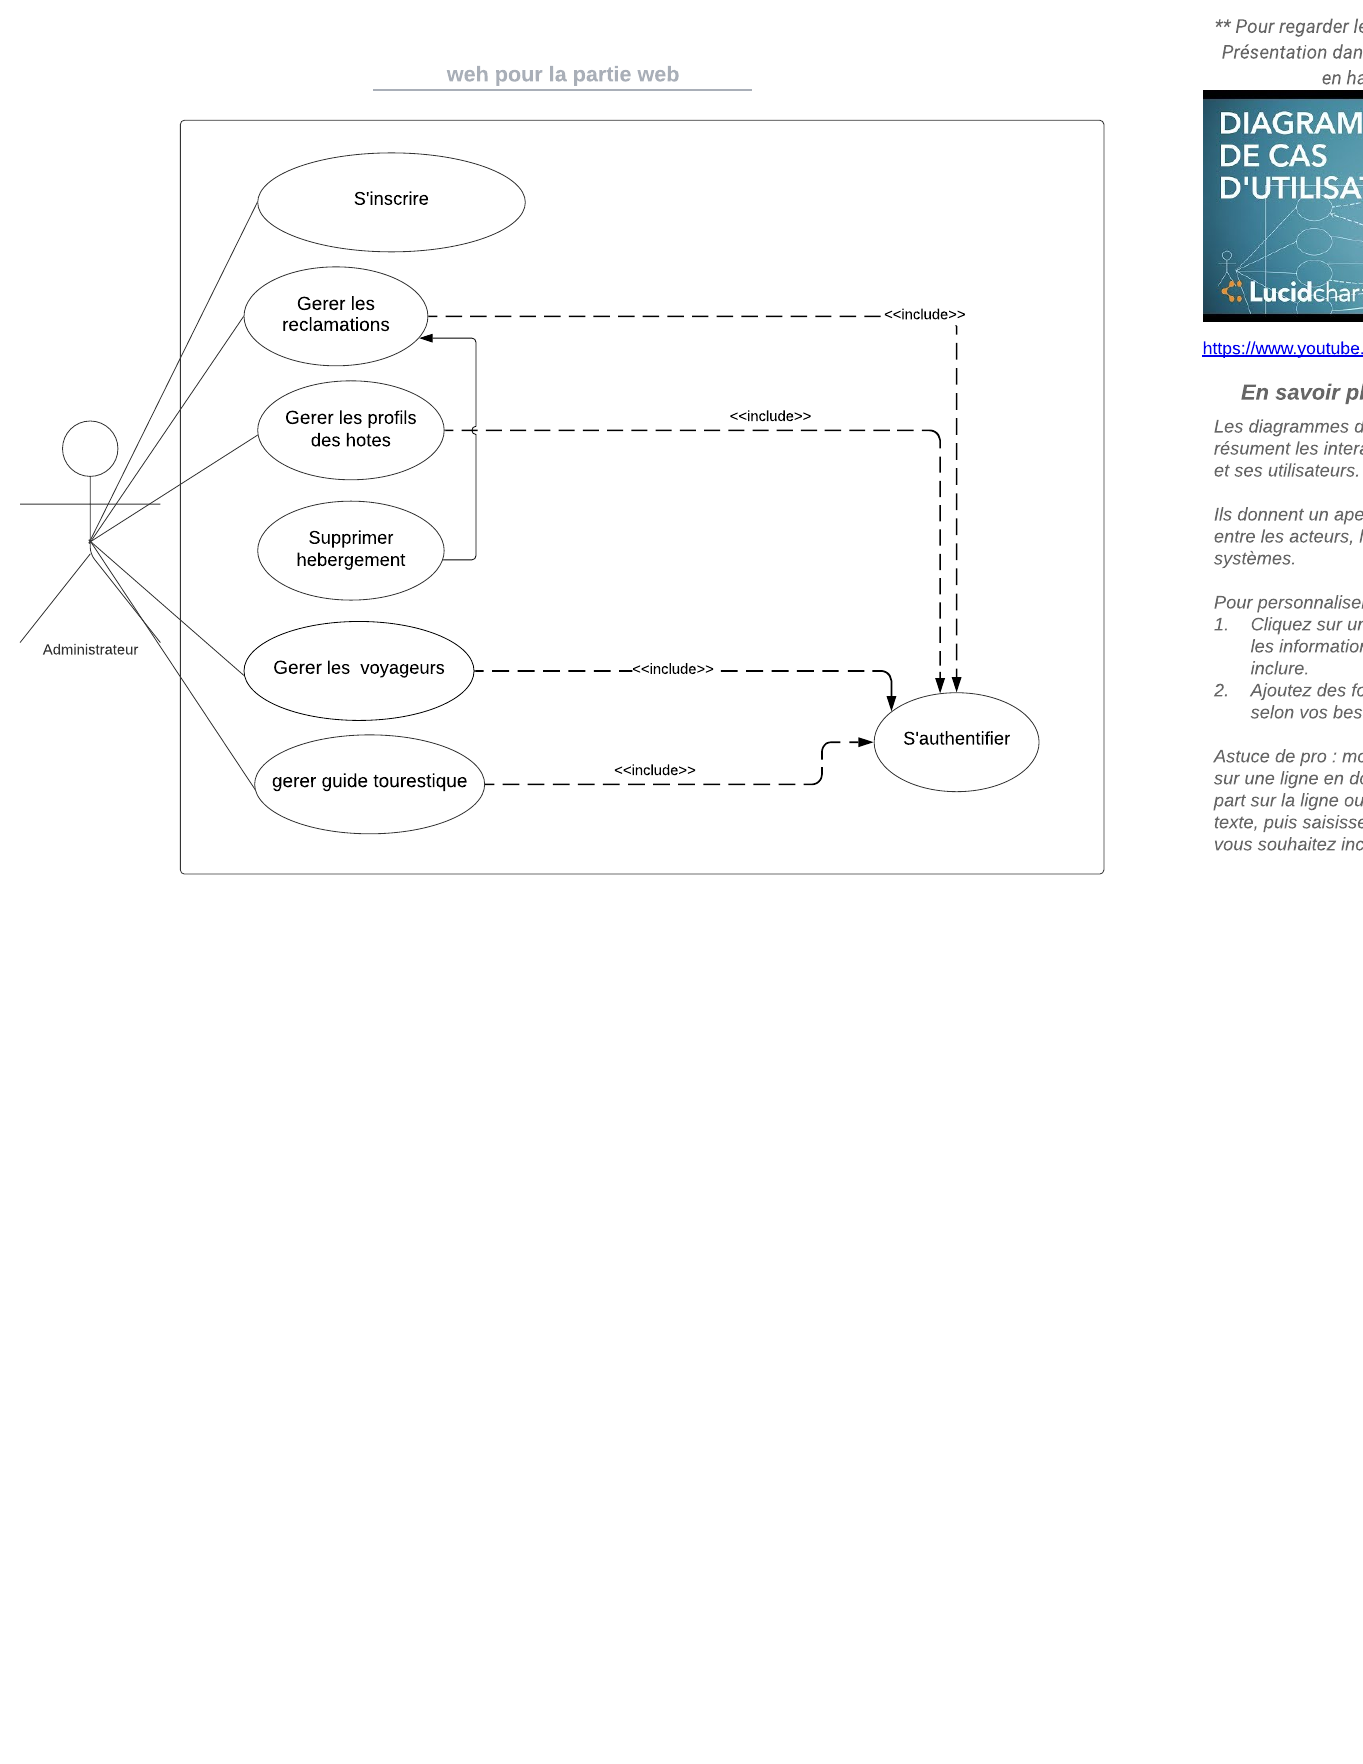 weh pour la partie web
S'inscrire
Gerer les
reclamations
<<include>>
Gerer les profils
des hotes
<<include>>
Supprimer
hebergement
Administrateur
Gerer les  voyageurs
<<include>>
S'authentifier
gerer guide tourestique
<<include>>
** Pour regarder le
Présentation dan
en ha
DIAGRAM
DE CAS
D'UTILISAT
Lucidchar
https://www.youtube.
En savoir pl
Les diagrammes d
résument les intera
et ses utilisateurs.
Ils donnent un ape
entre les acteurs, l
systèmes.
Pour personnalise
1. Cliquez sur un
les information
inclure.
2. Ajoutez des fo
selon vos bes
Astuce de pro : mo
sur une ligne en do
part sur la ligne ou
texte, puis saisisse
vous souhaitez inc